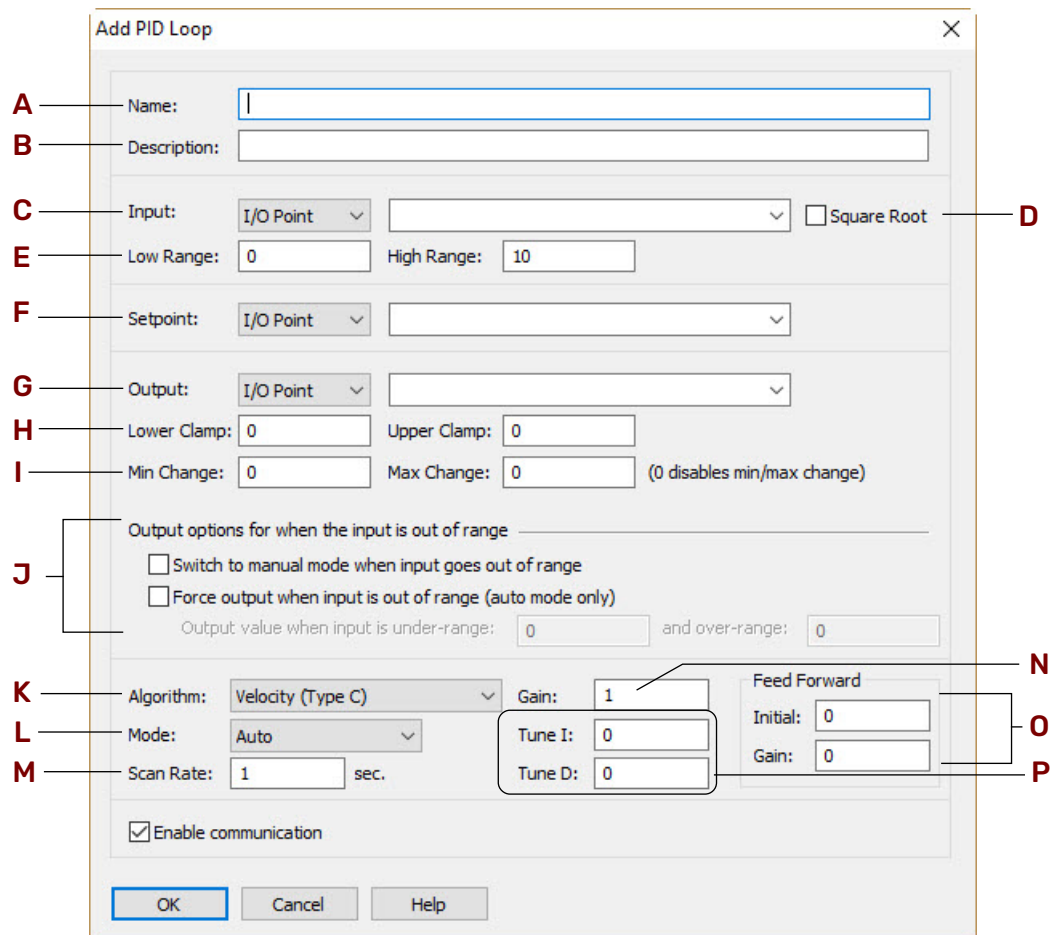 Add PID Loop
A Name:
B Description:
C Input: I/O Point Square Root D
E Low Range: 0 High Range: 10
F Setpoint: I/O Point
G Output: I/O Point
H Lower Clamp: 0 Upper Clamp: 0
I Min Change: 0 Max Change: 0 (0 disables min/max change)
J Output options for when the input is out of range
Switch to manual mode when input goes out of range
Force output when input is out of range (auto mode only)
Output value when input is under-range: 0 and over-range: 0
K Algorithm: Velocity (Type C) Gain: 1 N
Feed Forward
L Mode: Auto Tune I: 0 Initial: 0 O
M Scan Rate: 1 sec. Tune D: 0 Gain: 0 P
Enable communication
OK Cancel Help